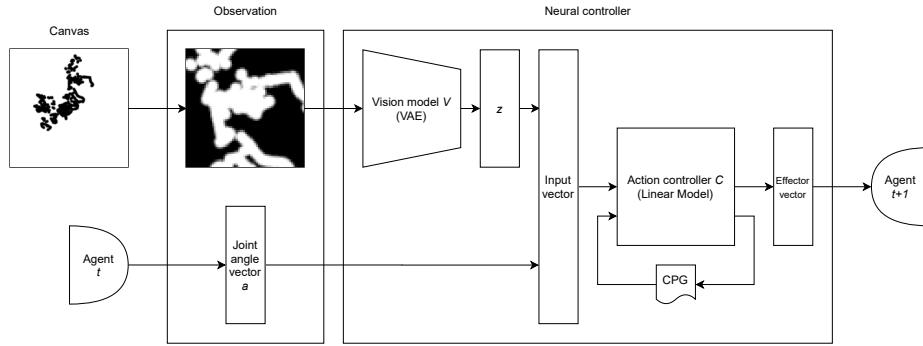 Observation
Neural controller
Canvas
Vision model V
(VAE)
z
Input
vector
Action controller C
(Linear Model)
Effector
vector
Agent
t+1
Agent
t
Joint
angle
vector
a
CPG